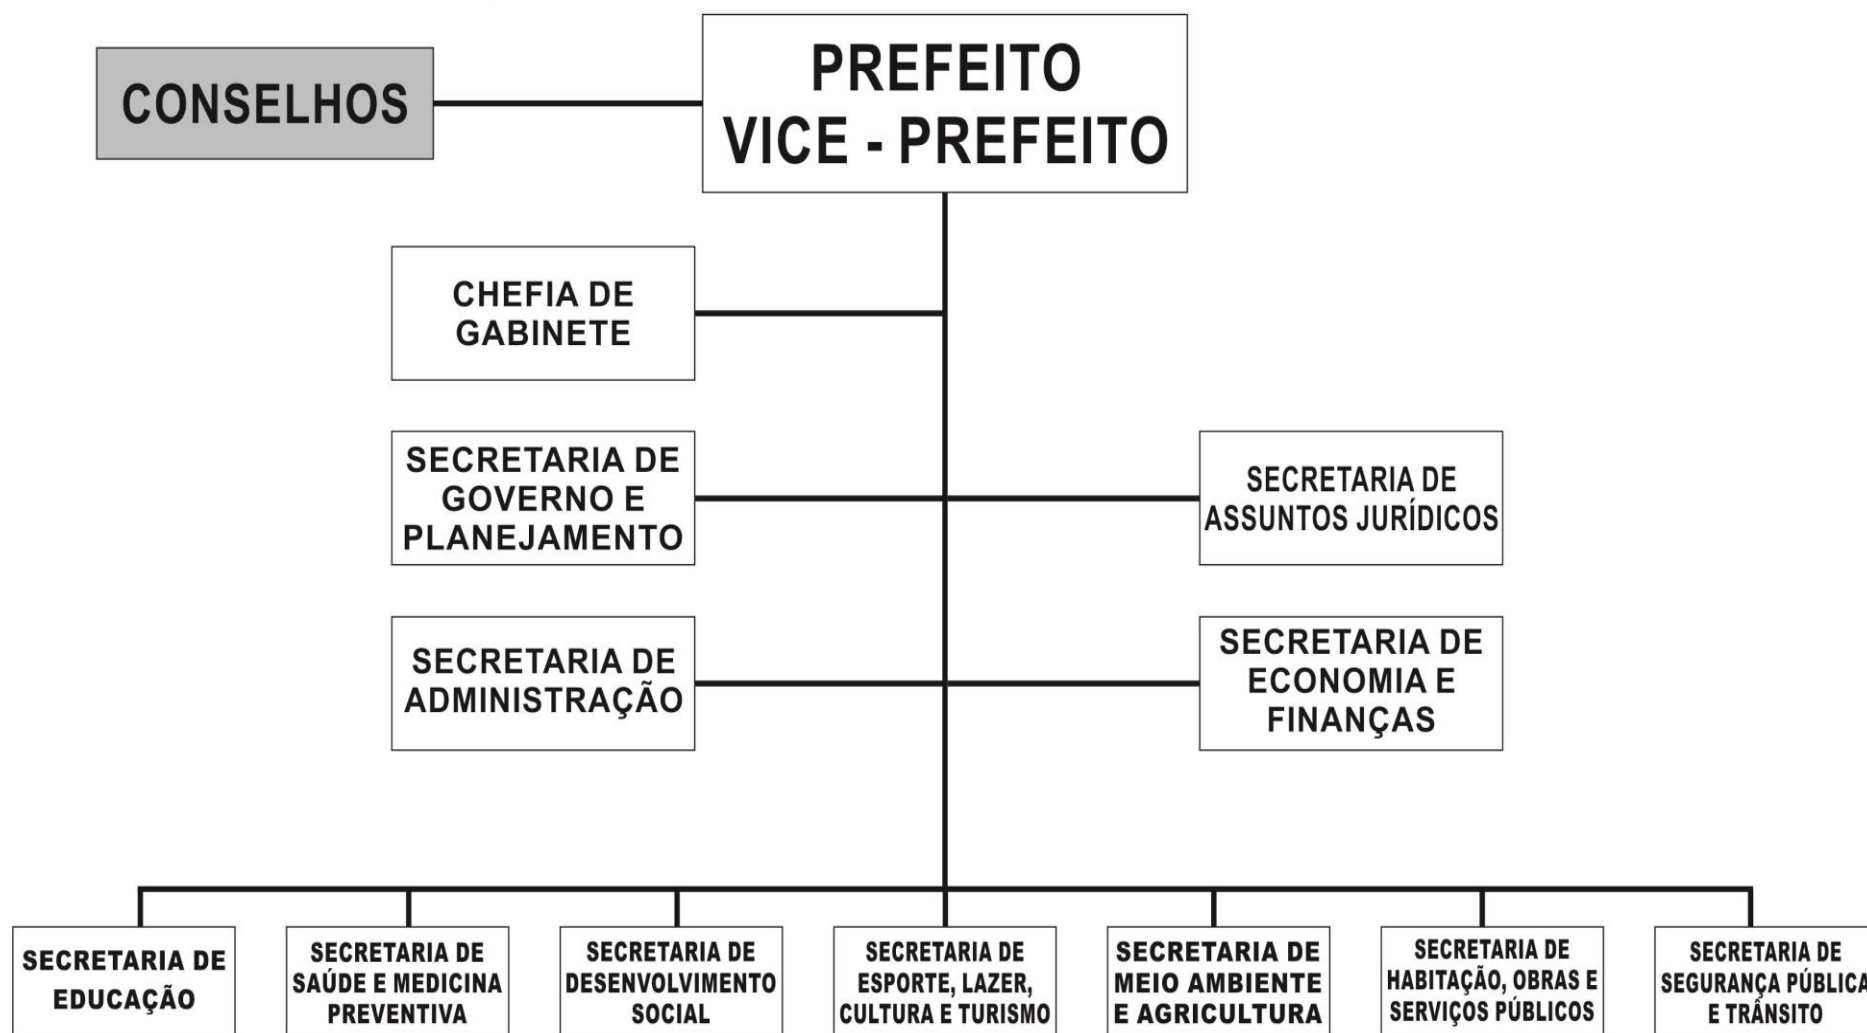 CONSELHOS
PREFEITO
VICE - PREFEITO
CHEFIA DE
GABINETE
SECRETARIA DE
GOVERNO E
PLANEJAMENTO
SECRETARIA DE
ASSUNTOS JURÍDICOS
SECRETARIA DE
ADMINISTRAÇÃO
SECRETARIA DE
ECONOMIA E
FINANÇAS
SECRETARIA DE
EDUCAÇÃO
SECRETARIA DE
SAÚDE E MEDICINA
PREVENTIVA
SECRETARIA DE
DESENVOLVIMENTO
SOCIAL
SECRETARIA DE
ESPORTE, LAZER,
CULTURA E TURISMO
SECRETARIA DE
MEIO AMBIENTE
E AGRICULTURA
SECRETARIA DE
HABITAÇÃO, OBRAS E
SERVIÇOS PÚBLICOS
SECRETARIA DE
SEGURANÇA PÚBLICA
E TRÂNSITO